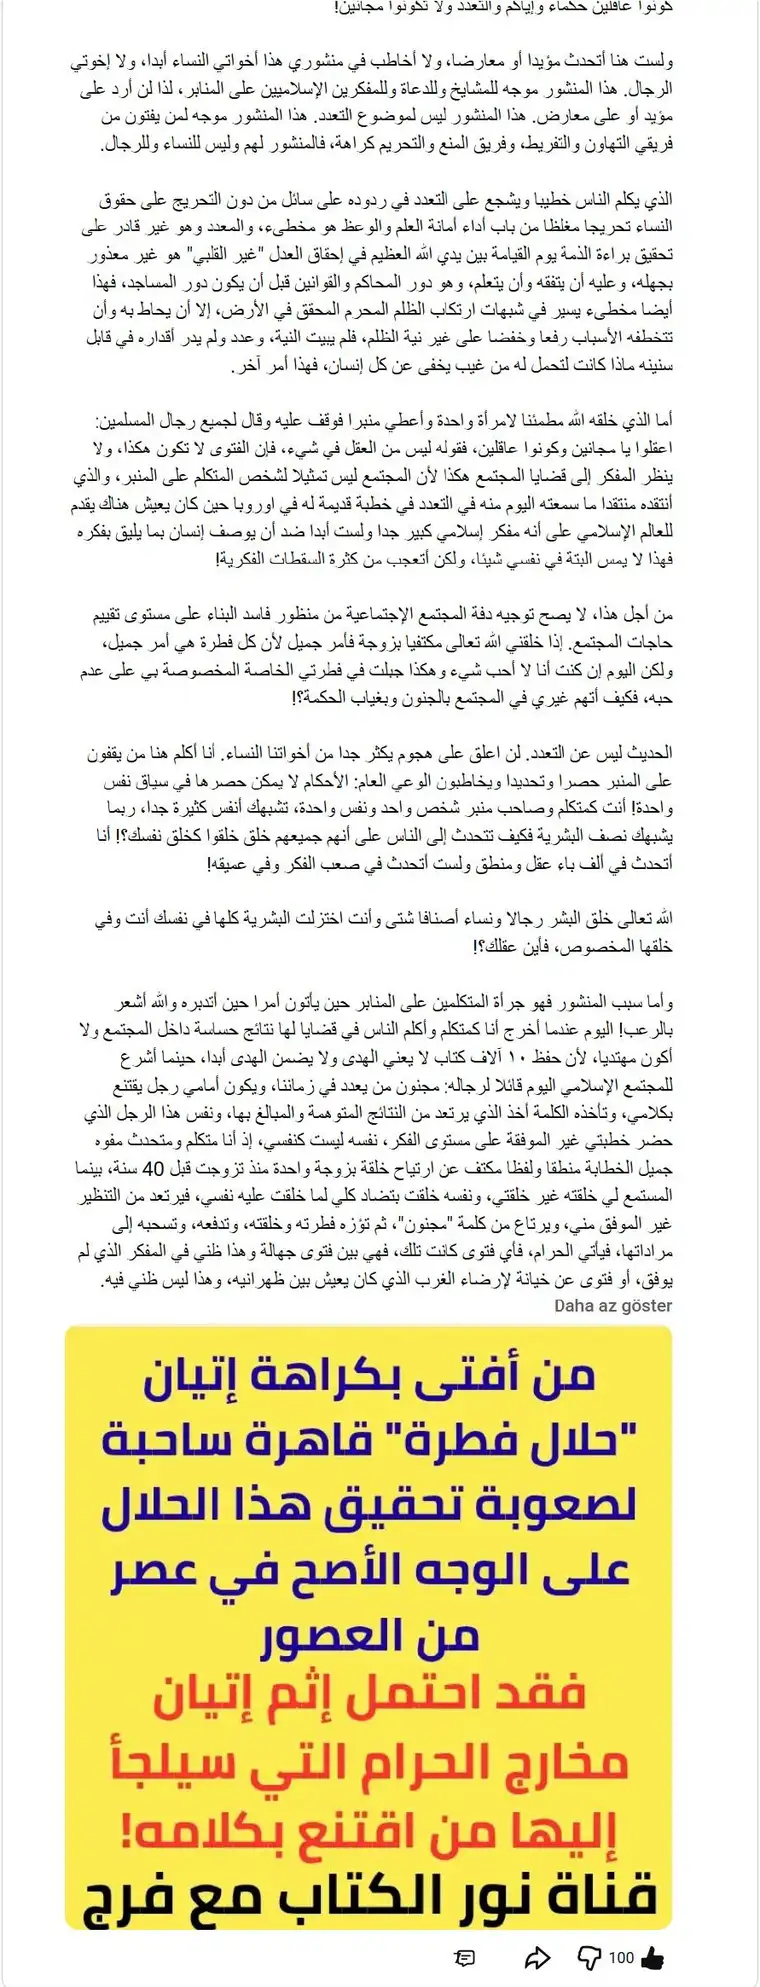 كونوا عاقلين حكماء وإياكم والتعدد ولا تكونوا مجانين!
ولست هنا أتحدث مؤيدا أو معارضا، ولا أخاطب في منشوري هذا أخواتي النساء أبدا، ولا إخوتي
الرجال. هذا المنشور موجه للمشايخ وللدعاة وللمفكرين الإسلاميين على المنابر، لذا لن أرد على
مؤيد أو على معارض. هذا المنشور ليس لموضوع التعدد. هذا المنشور موجه لمن يفتون من
فريقي التهاون والتفريط، وفريق المنع والتحريم كراهة، فالمنشور لهم وليس للنساء وللرجال.
الذي يكلم الناس خطيبا ويشجع على التعدد في ردوده على سائل من دون التحريج على حقوق
النساء تحريجا مغلظا من باب أداء أمانة العلم والوعظ هو مخطىء، والمعدد وهو غير قادر على
تحقيق براءة الذمة يوم القيامة بين يدي الله العظيم في إحقاق العدل "غير القلبي" هو غير معذور
بجهله، وعليه أن يتفقه وأن يتعلم، وهو دور المحاكم والقوانين قبل أن يكون دور المساجد، فهذا
أيضا مخطىء يسير في شبهات ارتكاب الظلم المحرم المحقق في الأرض، إلا أن يحاط به وأن
تتخطفه الأسباب رفعا وخفضا على غير نية الظلم، فلم يبيت النية، وعدد ولم يدر أقداره في قابل
سنينه ماذا كانت لتحمل له من غيب يخفى عن كل إنسان، فهذا أمر آخر.
أما الذي خلقه الله مطمئنا لامرأة واحدة وأعطي منبرا فوقف عليه وقال لجميع رجال المسلمين:
اعقلوا يا مجانين وكونوا عاقلين، فقوله ليس من العقل في شيء، فإن الفتوى لا تكون هكذا، ولا
ينظر المفكر إلى قضايا المجتمع هكذا لأن المجتمع ليس تمثيلا لشخص المتكلم على المنبر، والذي
أنتقده منتقدا ما سمعته اليوم منه في التعدد في خطبة قديمة له في اوروبا حين كان يعيش هناك يقدم
للعالم الإسلامي على أنه مفكر إسلامي كبير جدا ولست أبدا ضد أن يوصف إنسان بما يليق بفكره
فهذا لا يمس البتة في نفسي شيئا، ولكن أتعجب من كثرة السقطات الفكرية!
من أجل هذا، لا يصح توجيه دفة المجتمع الإجتماعية من منظور فاسد البناء على مستوى تقييم
حاجات المجتمع. إذا خلقني الله تعالى مكتفيا بزوجة فأمر جميل لأن كل فطرة هي أمر جميل،
ولكن اليوم إن كنت أنا لا أحب شيء وهكذا جبلت في فطرتي الخاصة المخصوصة بي على عدم
حبه، فكيف أتهم غيري في المجتمع بالجنون وبغياب الحكمة؟!
الحديث ليس عن التعدد. لن اعلق على هجوم يكثر جدا من أخواتنا النساء. أنا أكلم هنا من يقفون
على المنبر حصرا وتحديدا ويخاطبون الوعي العام: الأحكام لا يمكن حصرها في سياق نفس
واحدة! أنت كمتكلم وصاحب منبر شخص واحد ونفس واحدة، تشبهك أنفس كثيرة جدا، ربما
يشبهك نصف البشرية فكيف تتحدث إلى الناس على أنهم جميعهم خلق خلقوا كخلق نفسك؟! أنا
أتحدث في ألف باء عقل ومنطق ولست أتحدث في صعب الفكر وفي عميقه!
الله تعالى خلق البشر رجالا ونساء أصنافا شتى وأنت اختزلت البشرية كلها في نفسك أنت وفي
خلقها المخصوص، فأين عقلك؟!
وأما سبب المنشور فهو جرأة المتكلمين على المنابر حين يأتون أمرا حين أتدبره والله أشعر
بالرعب! اليوم عندما أخرج أنا كمتكلم وأكلم الناس في قضايا لها نتائج حساسة داخل المجتمع ولا
أكون مهتديا، لأن حفظ ١٠ آلاف كتاب لا يعني الهدى ولا يضمن الهدى أبدا، حينما أشرع
للمجتمع الإسلامي اليوم قائلا لرجاله: مجنون من يعدد في زماننا، ويكون أمامي رجل يقتنع
بكلامي، وتأخذه الكلمة أخذ الذي يرتعد من النتائج المتوهمة والمبالغ بها، ونفس هذا الرجل الذي
حضر خطبتي غير الموفقة على مستوى الفكر، نفسه ليست كنفسي، إذ أنا متكلم ومتحدث مفوه
جميل الخطابة منطقا ولفظا مكتف عن ارتياح خلقة بزوجة واحدة منذ تزوجت قبل 40 سنة، بينما
المستمع لي خلقته غير خلقتي، ونفسه خلقت بتضاد كلي لما خلقت عليه نفسي، فيرتعد من التنظير
غير الموفق مني، ويرتاع من كلمة "مجنون"، ثم تؤزه فطرته وخلقته، وتدفعه، وتسحبه إلى
مراداتها، فيأتي الحرام، فأي فتوى كانت تلك، فهي بين فتوى جهالة وهذا ظني في المفكر الذي لم
يوفق، أو فتوى عن خيانة لإرضاء الغرب الذي كان يعيش بين ظهرانيه، وهذا ليس ظني فيه.
Daha az göster
من أفتى بكراهة إتيان
"حلال فطرة" قاهرة ساحبة
لصعوبة تحقيق هذا الحلال
على الوجه الأصح في عصر
من العصور
فقد احتمل إثم إتيان
مخارج الحرام التي سيلجأ
إليها من اقتنع بكلامه!
قناة نور الكتاب مع فرج
100